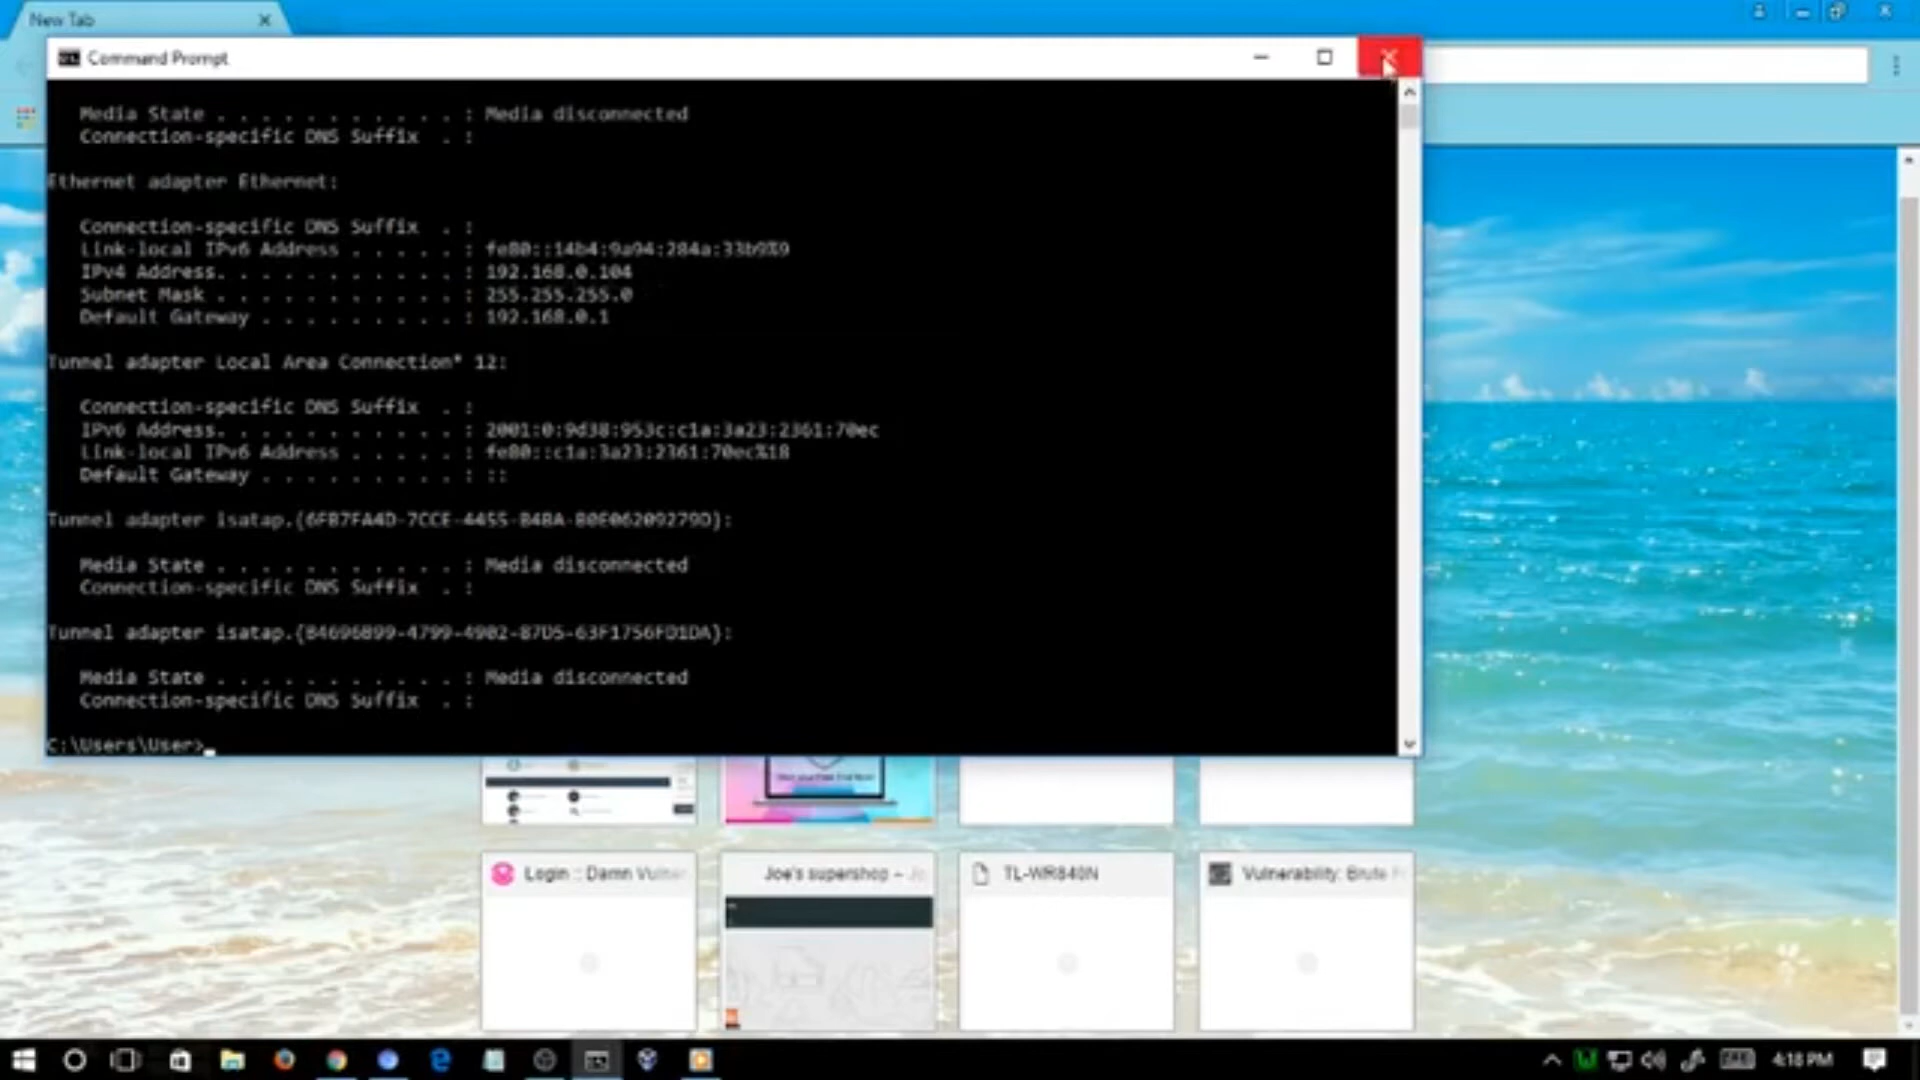 New Tab
Command Prompt
Media State . . . . . . . . . . . : Media disconnected
Connection-specific DNS Suffix . :
Ethernet adapter Ethernet:
Connection-specific DNS Suffix . :
Link-local IPv6 Address . . . . . : fe80::14b4:9a94:284a:33b9%9
IPv4 Address. . . . . . . . . . . : 192.168.0.104
Subnet Mask . . . . . . . . . . . : 255.255.255.0
Default Gateway . . . . . . . . . : 192.168.0.1
Tunnel adapter Local Area Connection* 12:
Connection-specific DNS Suffix . :
IPv6 Address. . . . . . . . . . . : 2001:0:9d38:953c:c1a:3a23:2361:70ec
Link-local IPv6 Address . . . . . : fe80::c1a:3a23:2361:70ec%18
Default Gateway . . . . . . . . . : ::
Tunnel adapter isatap.{6FB7FA4D-7CCE-4455-B4BA-B0E06209279D}:
Media State . . . . . . . . . . . : Media disconnected
Connection-specific DNS Suffix . :
Tunnel adapter isatap.{B4696B99-4799-4902-87D5-63F1756FD1DA}:
Media State . . . . . . . . . . . : Media disconnected
Connection-specific DNS Suffix . :
C:\Users\User>
Login :: Damn Vulner
Joe's supershop – Jo
TL-WR840N
Vulnerability: Brute F
4:18 PM